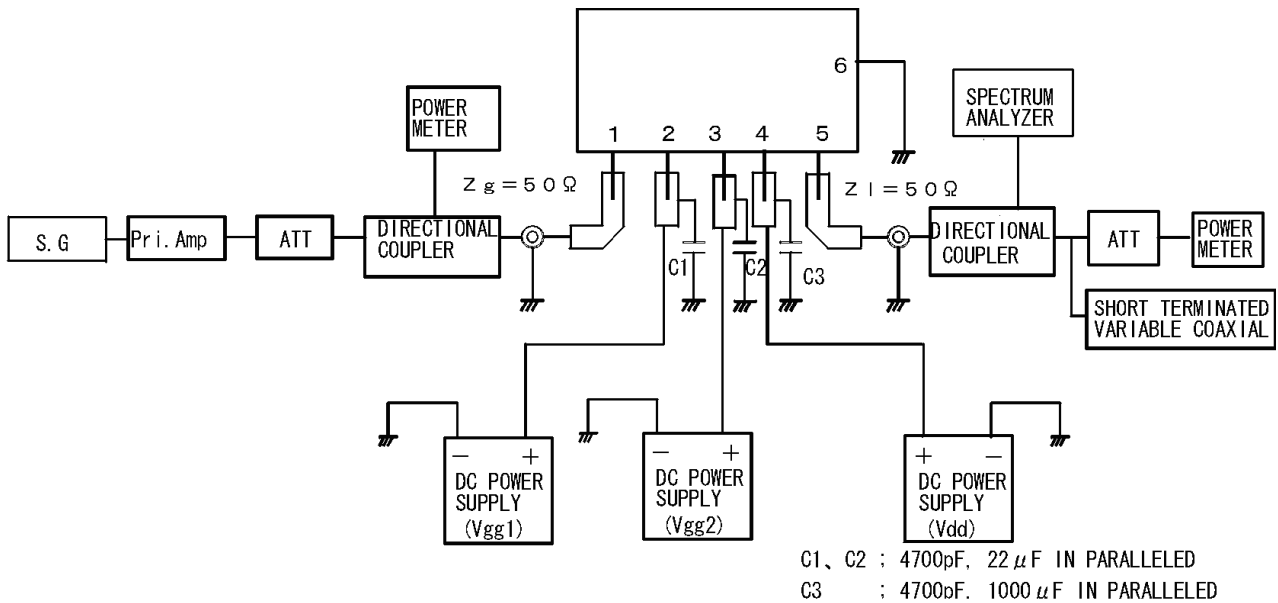 6
SPECTRUM
ANALYZER
POWER
METER
1 2 3 4 5
Zg=50Ω
Zl=50Ω
S.G
Pri.Amp
ATT
DIRECTIONAL
COUPLER
C1
C2
C3
DIRECTIONAL
COUPLER
ATT
POWER
METER
SHORT TERMINATED
VARIABLE COAXIAL
− +
DC POWER
SUPPLY
(Vgg1)
− +
DC POWER
SUPPLY
(Vgg2)
+ −
DC POWER
SUPPLY
(Vdd)
C1、C2 ; 4700pF, 22μF IN PARALLELED
C3 ; 4700pF, 1000μF IN PARALLELED